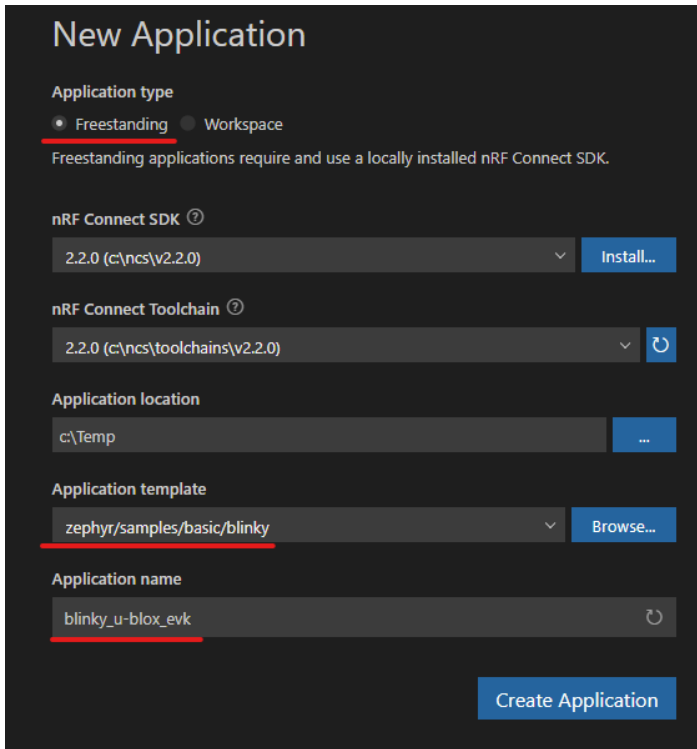 New Application
Application type
Freestanding Workspace
Freestanding applications require and use a locally installed nRF Connect SDK.
nRF Connect SDK ?
2.2.0 (c:\ncs\v2.2.0) Install...
nRF Connect Toolchain ?
2.2.0 (c:\ncs\toolchains\v2.2.0)
Application location
c:\Temp ...
Application template
zephyr/samples/basic/blinky Browse...
Application name
blinky_u-blox_evk
Create Application